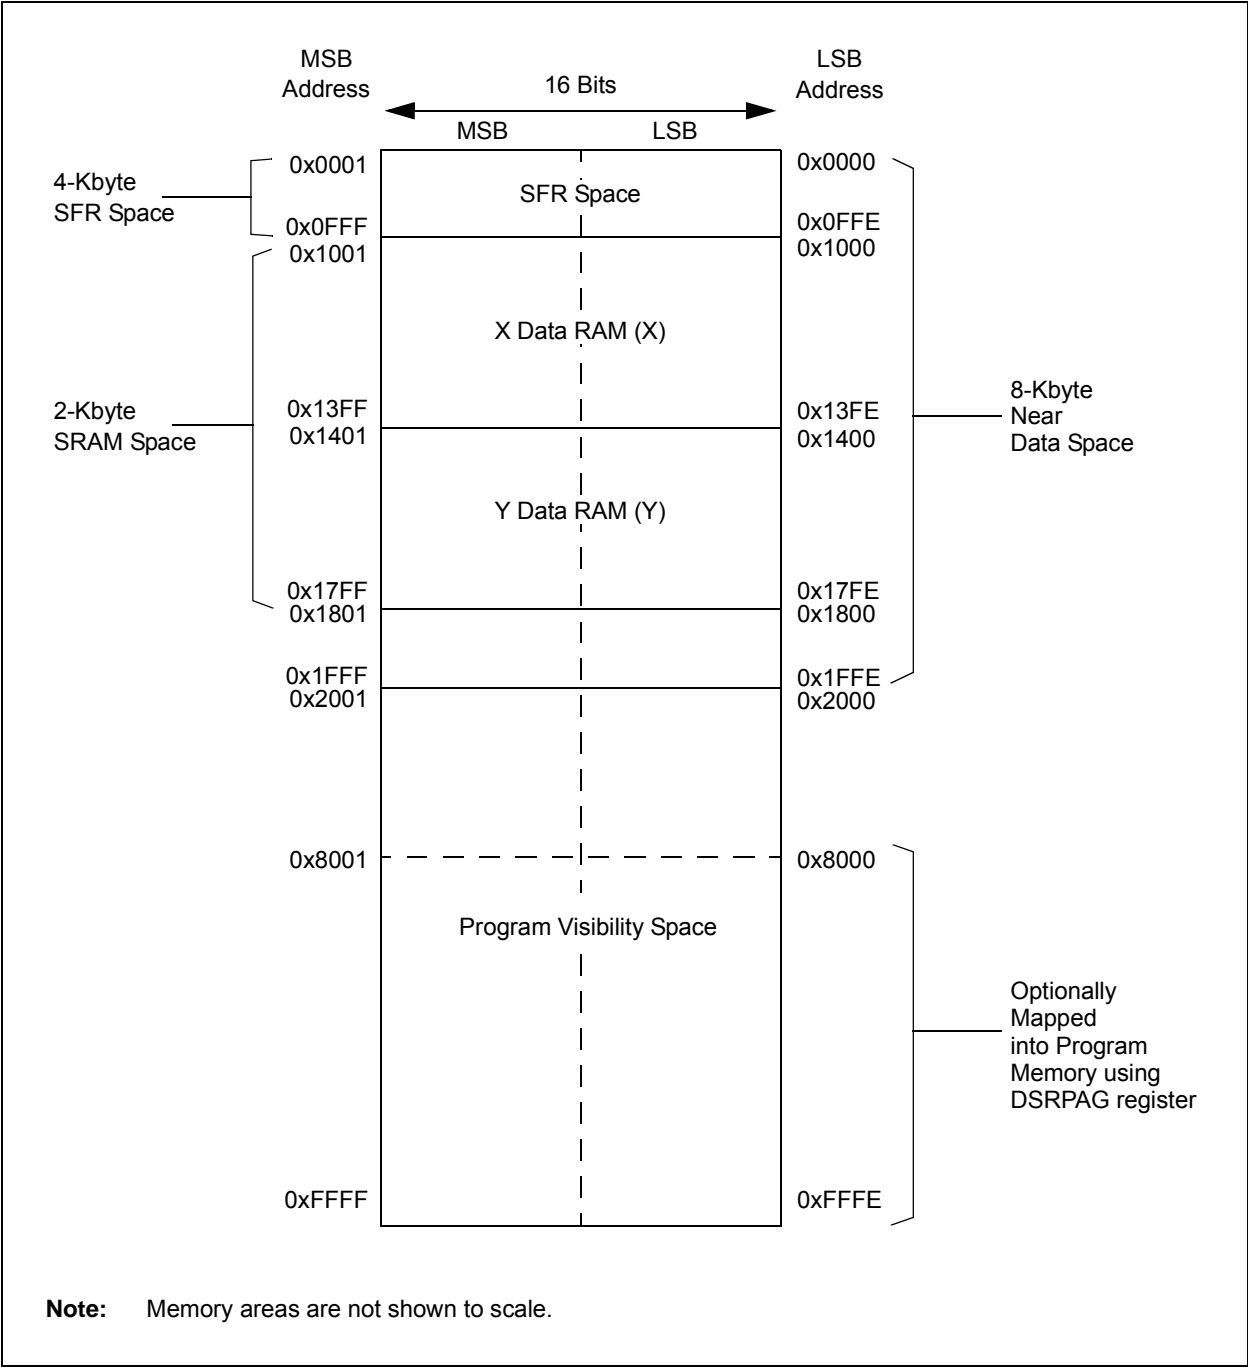 MSB
Address
LSB
Address
16 Bits
MSB
LSB
0x0001
0x0000
4-Kbyte
SFR Space
SFR Space
0x0FFF
0x0FFE
0x1001
0x1000
X Data RAM (X)
2-Kbyte
SRAM Space
0x13FF
0x13FE
0x1401
0x1400
8-Kbyte
Near
Data Space
Y Data RAM (Y)
0x17FF
0x17FE
0x1801
0x1800
0x1FFF
0x1FFE
0x2001
0x2000
0x8001
0x8000
Program Visibility Space
Optionally
Mapped
into Program
Memory using
DSRPAG register
0xFFFF
0xFFFE
Note: Memory areas are not shown to scale.